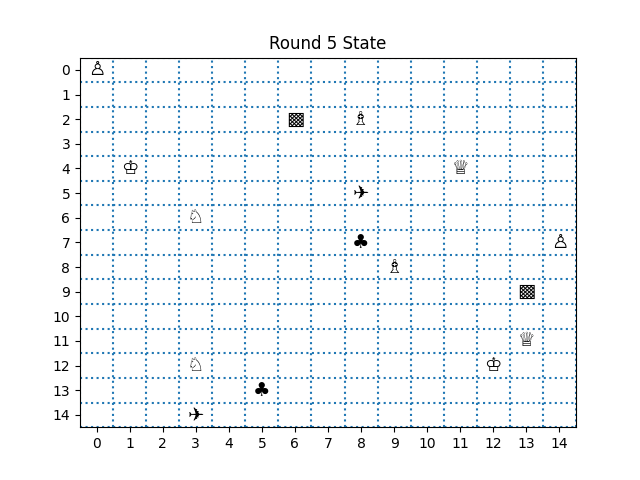 Round 5 State
0 ♙
1
2 ▩ ♗
3
4 ♔ ♕
5 ✈
6 ♘
7 ♣ ♙
8 ♗
9 ▩
10
11 ♕
12 ♘ ♔
13 ♣
14 ✈
0 1 2 3 4 5 6 7 8 9 10 11 12 13 14